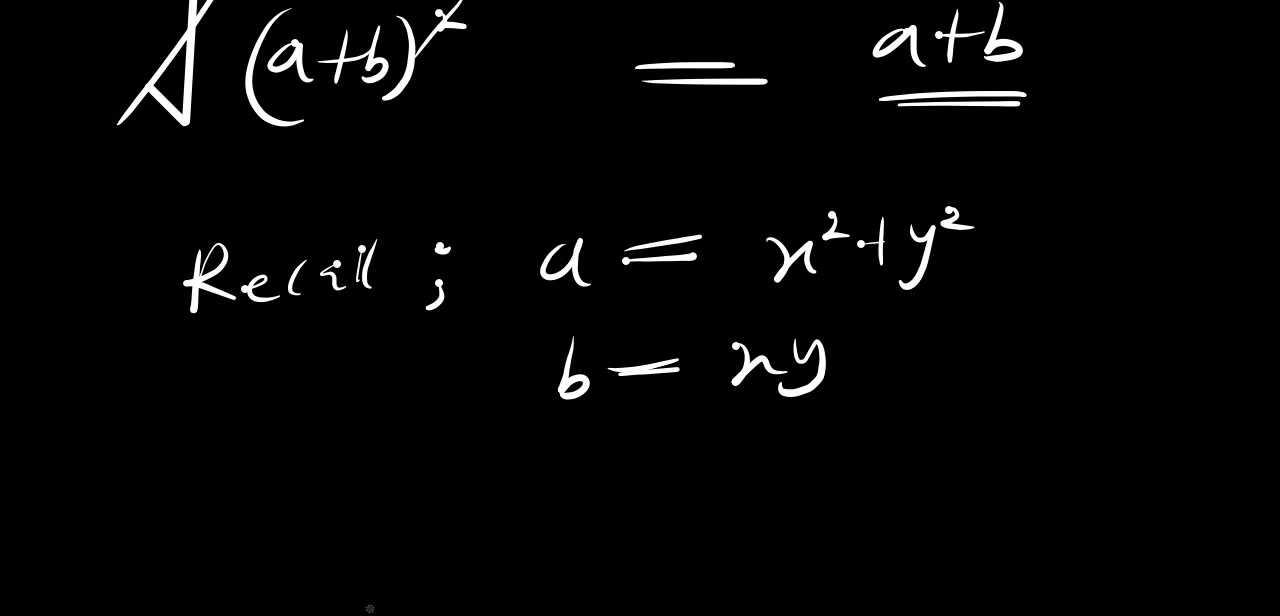 √(a+b)² = a+b
Recall ; a = x²+y²
b = xy